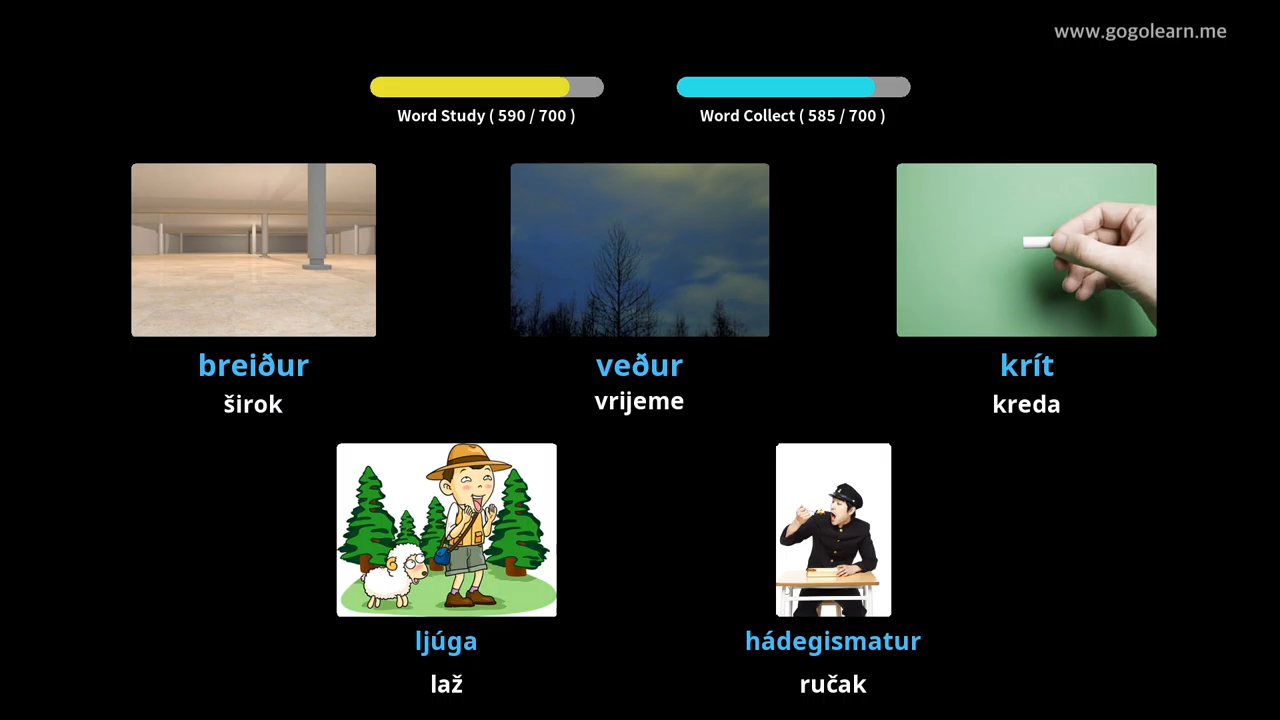 www.gogolearn.me
Word Study ( 590 / 700 )
Word Collect ( 585 / 700 )
breiður
širok
veður
vrijeme
krít
kreda
ljúga
laž
hádegismatur
ručak